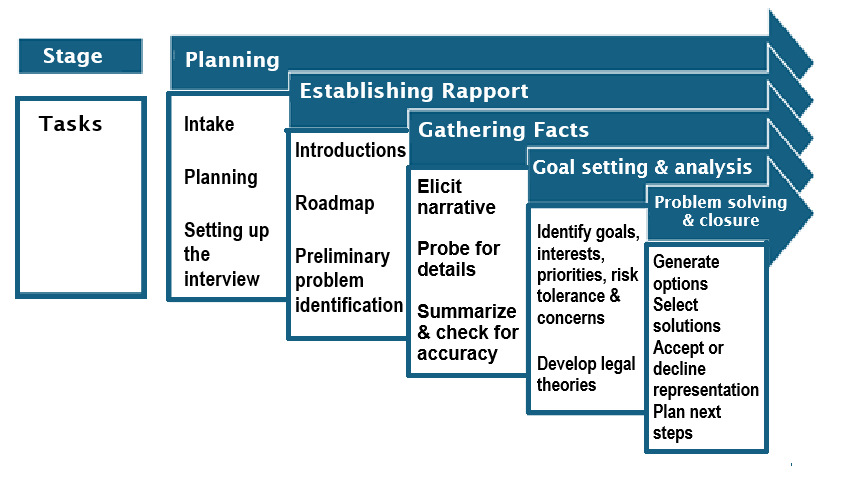 Stage
Planning
Establishing Rapport
Gathering Facts
Goal setting & analysis
Problem solving
& closure
Tasks
Intake
Planning
Setting up
the
interview
Introductions
Roadmap
Preliminary
problem
identification
Elicit
narrative
Probe for
details
Summarize
& check for
accuracy
Identify goals,
interests,
priorities, risk
tolerance &
concerns
Develop legal
theories
Generate
options
Select
solutions
Accept or
decline
representation
Plan next
steps